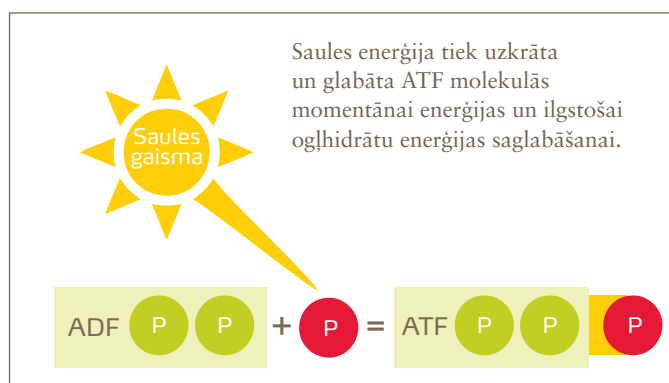 Saules enerģija tiek uzkrāta
un glabāta ATF molekulās
momentānai enerģijas un ilgstošai
ogļhidrātu enerģijas saglabāšanai.
Saules
gaisma
ADF P P + P = ATF P P P